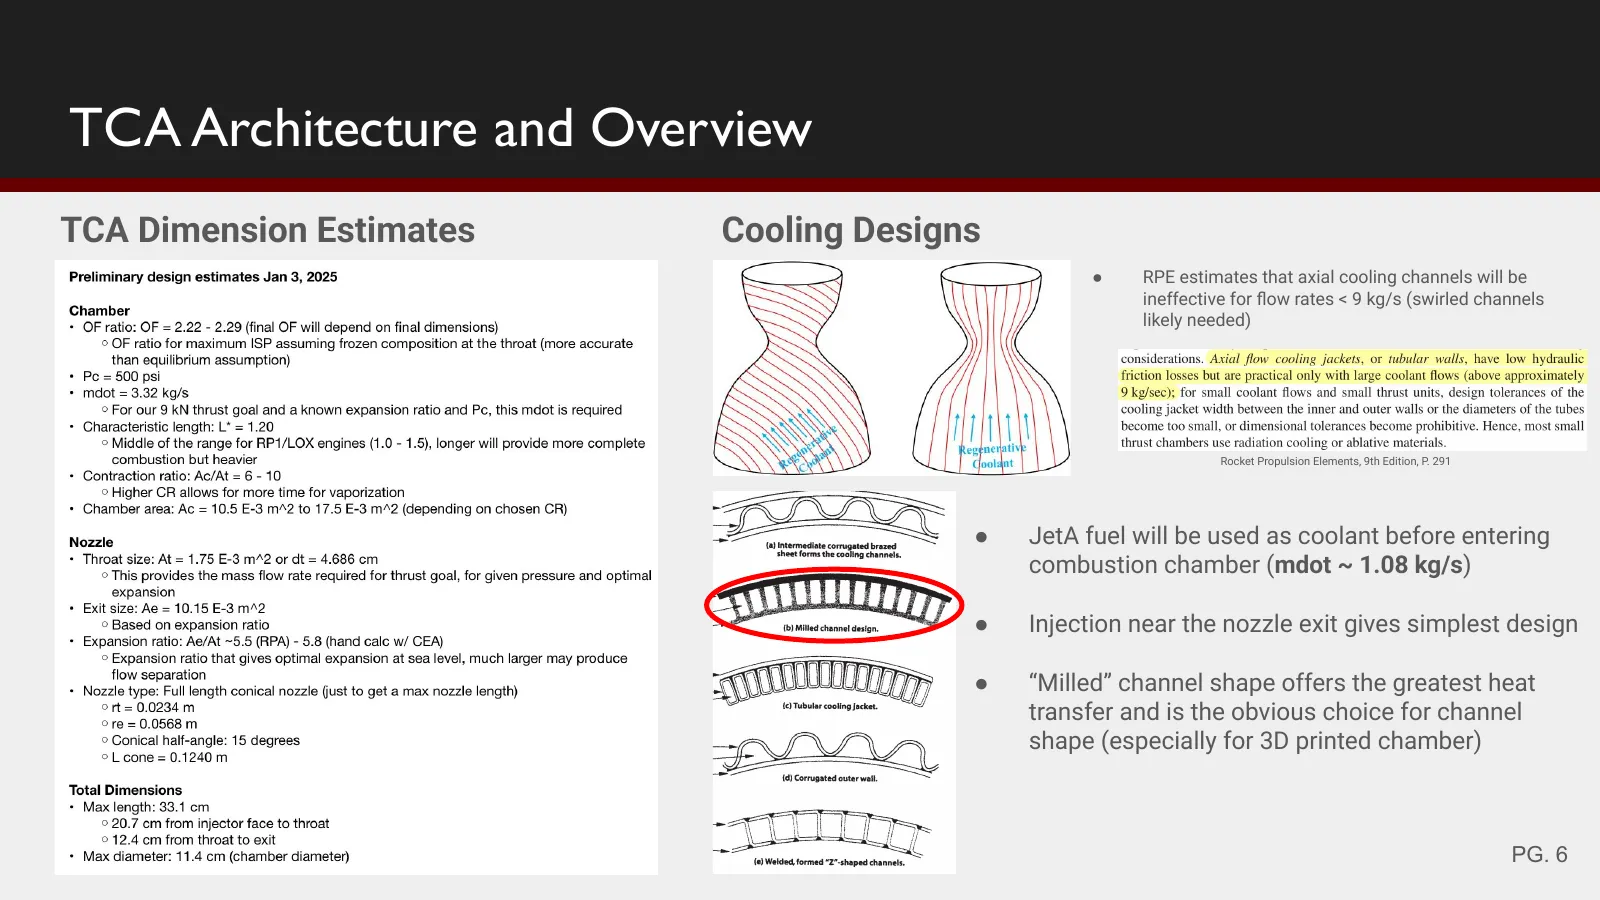 TCA Architecture and Overview
TCA Dimension Estimates
Preliminary design estimates Jan 3, 2025
Chamber
• OF ratio: OF = 2.22 - 2.29 (final OF will depend on final dimensions)
○ OF ratio for maximum ISP assuming frozen composition at the throat (more accurate
than equilibrium assumption)
• Pc = 500 psi
• mdot = 3.32 kg/s
○ For our 9 kN thrust goal and a known expansion ratio and Pc, this mdot is required
• Characteristic length: L* = 1.20
○ Middle of the range for RP1/LOX engines (1.0 - 1.5), longer will provide more complete
combustion but heavier
• Contraction ratio: Ac/At = 6 - 10
○ Higher CR allows for more time for vaporization
• Chamber area: Ac = 10.5 E-3 m^2 to 17.5 E-3 m^2 (depending on chosen CR)
Nozzle
• Throat size: At = 1.75 E-3 m^2 or dt = 4.686 cm
○ This provides the mass flow rate required for thrust goal, for given pressure and optimal
expansion
• Exit size: Ae = 10.15 E-3 m^2
○ Based on expansion ratio
• Expansion ratio: Ae/At ~5.5 (RPA) - 5.8 (hand calc w/ CEA)
○ Expansion ratio that gives optimal expansion at sea level, much larger may produce
flow separation
• Nozzle type: Full length conical nozzle (just to get a max nozzle length)
○ rt = 0.0234 m
○ re = 0.0568 m
○ Conical half-angle: 15 degrees
○ L cone = 0.1240 m
Total Dimensions
• Max length: 33.1 cm
○ 20.7 cm from injector face to throat
○ 12.4 cm from throat to exit
• Max diameter: 11.4 cm (chamber diameter)
Cooling Designs
Regenerative
Coolant
Regenerative
Coolant
● RPE estimates that axial cooling channels will be
ineffective for flow rates < 9 kg/s (swirled channels
likely needed)
considerations. Axial flow cooling jackets, or tubular walls, have low hydraulic
friction losses but are practical only with large coolant flows (above approximately
9 kg/sec); for small coolant flows and small thrust units, design tolerances of the
cooling jacket width between the inner and outer walls or the diameters of the tubes
become too small, or dimensional tolerances become prohibitive. Hence, most small
thrust chambers use radiation cooling or ablative materials.
Rocket Propulsion Elements, 9th Edition, P. 291
(a) Intermediate corrugated brazed
sheet forms the cooling channels.
(b) Milled channel design.
(c) Tubular cooling jacket.
(d) Corrugated outer wall.
(e) Welded, formed "Z"-shaped channels.
● JetA fuel will be used as coolant before entering
combustion chamber (mdot ~ 1.08 kg/s)
● Injection near the nozzle exit gives simplest design
● “Milled” channel shape offers the greatest heat
transfer and is the obvious choice for channel
shape (especially for 3D printed chamber)
PG. 6